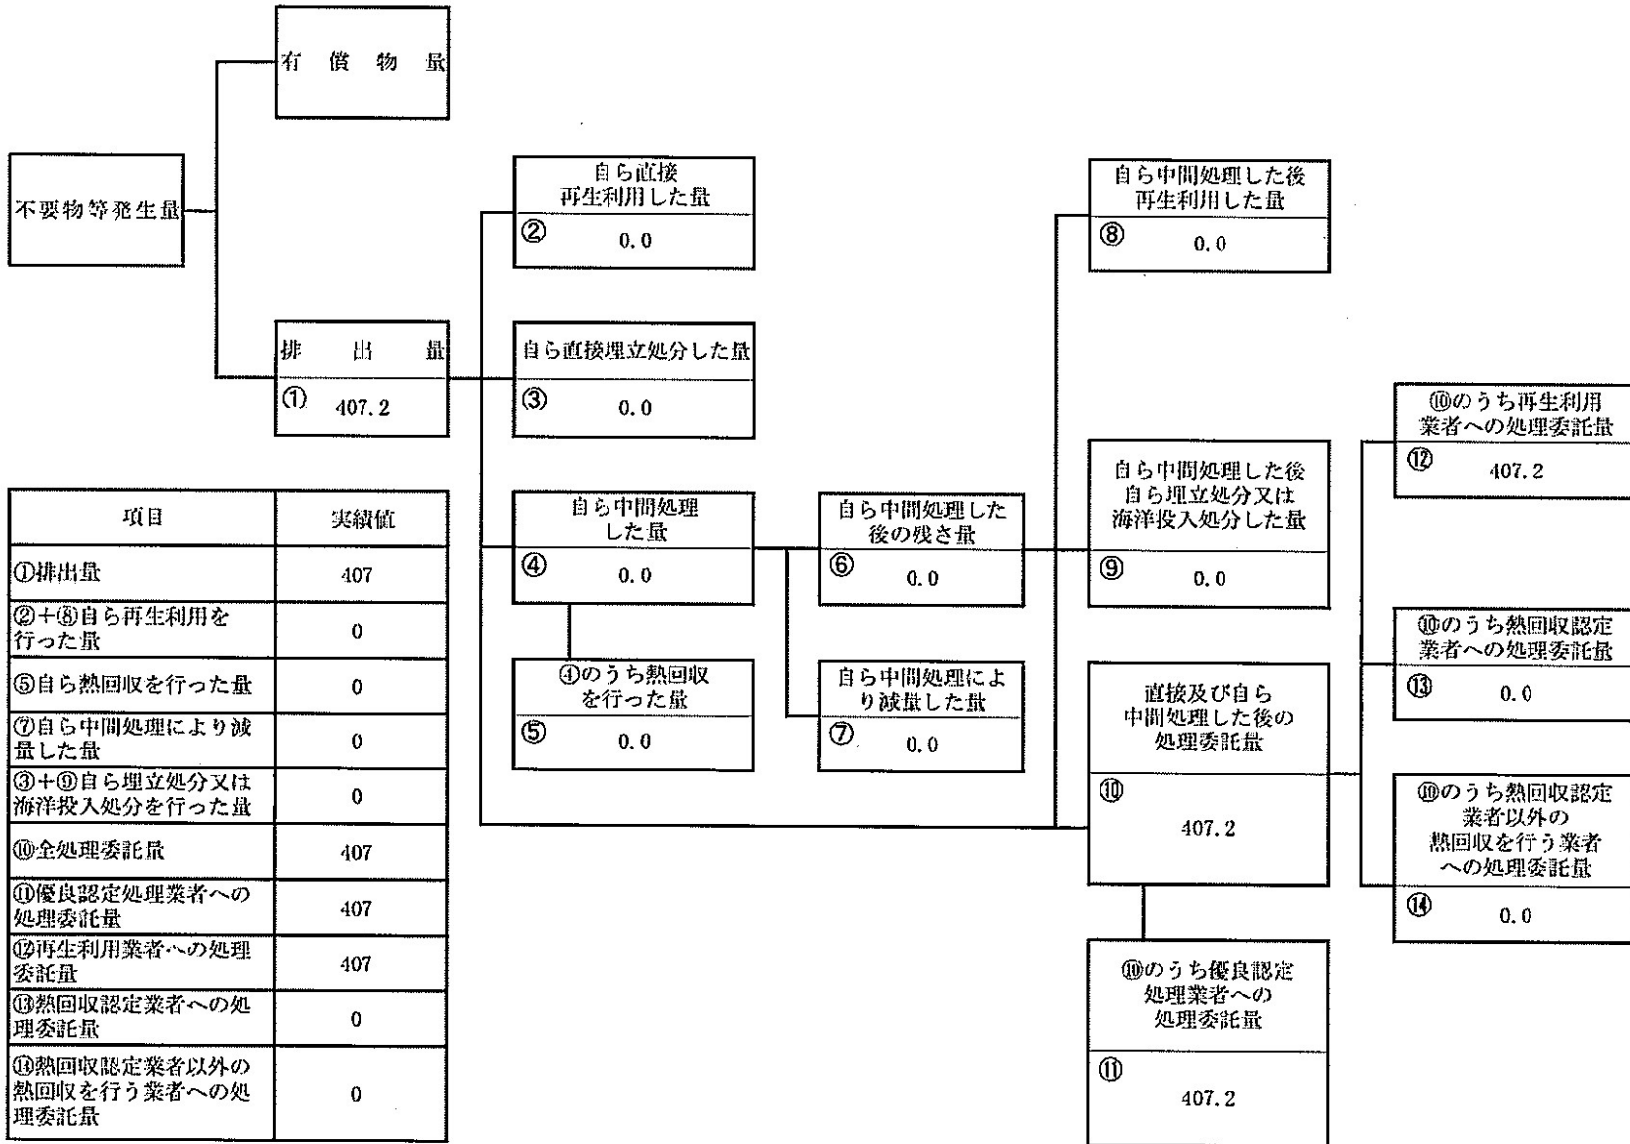 有償物量
不要物等発生量
排出量
① 407.2
自ら直接
再生利用した量
② 0.0
自ら直接埋立処分した量
③ 0.0
自ら中間処理
した量
④ 0.0
④のうち熱回収
を行った量
⑤ 0.0
自ら中間処理した
後の残さ量
⑥ 0.0
自ら中間処理によ
り減量した量
⑦ 0.0
自ら中間処理した後
再生利用した量
⑧ 0.0
自ら中間処理した後
自ら埋立処分又は
海洋投入処分した量
⑨ 0.0
直接及び自ら
中間処理した後の
処理委託量
⑩
407.2
⑩のうち優良認定
処理業者への
処理委託量
⑪
407.2
⑩のうち再生利用
業者への処理委託量
⑫ 407.2
⑩のうち熱回収認定
業者への処理委託量
⑬ 0.0
⑩のうち熱回収認定
業者以外の
熱回収を行う業者
への処理委託量
⑭ 0.0
項目 実績値
①排出量 407
②+⑧自ら再生利用を
行った量 0
⑤自ら熱回収を行った量 0
⑦自ら中間処理により減
量した量 0
③+⑨自ら埋立処分又は
海洋投入処分を行った量 0
⑩全処理委託量 407
⑪優良認定処理業者への
処理委託量 407
⑫再生利用業者への処理
委託量 407
⑬熱回収認定業者への処
理委託量 0
⑭熱回収認定業者以外の
熱回収を行う業者への処
理委託量 0